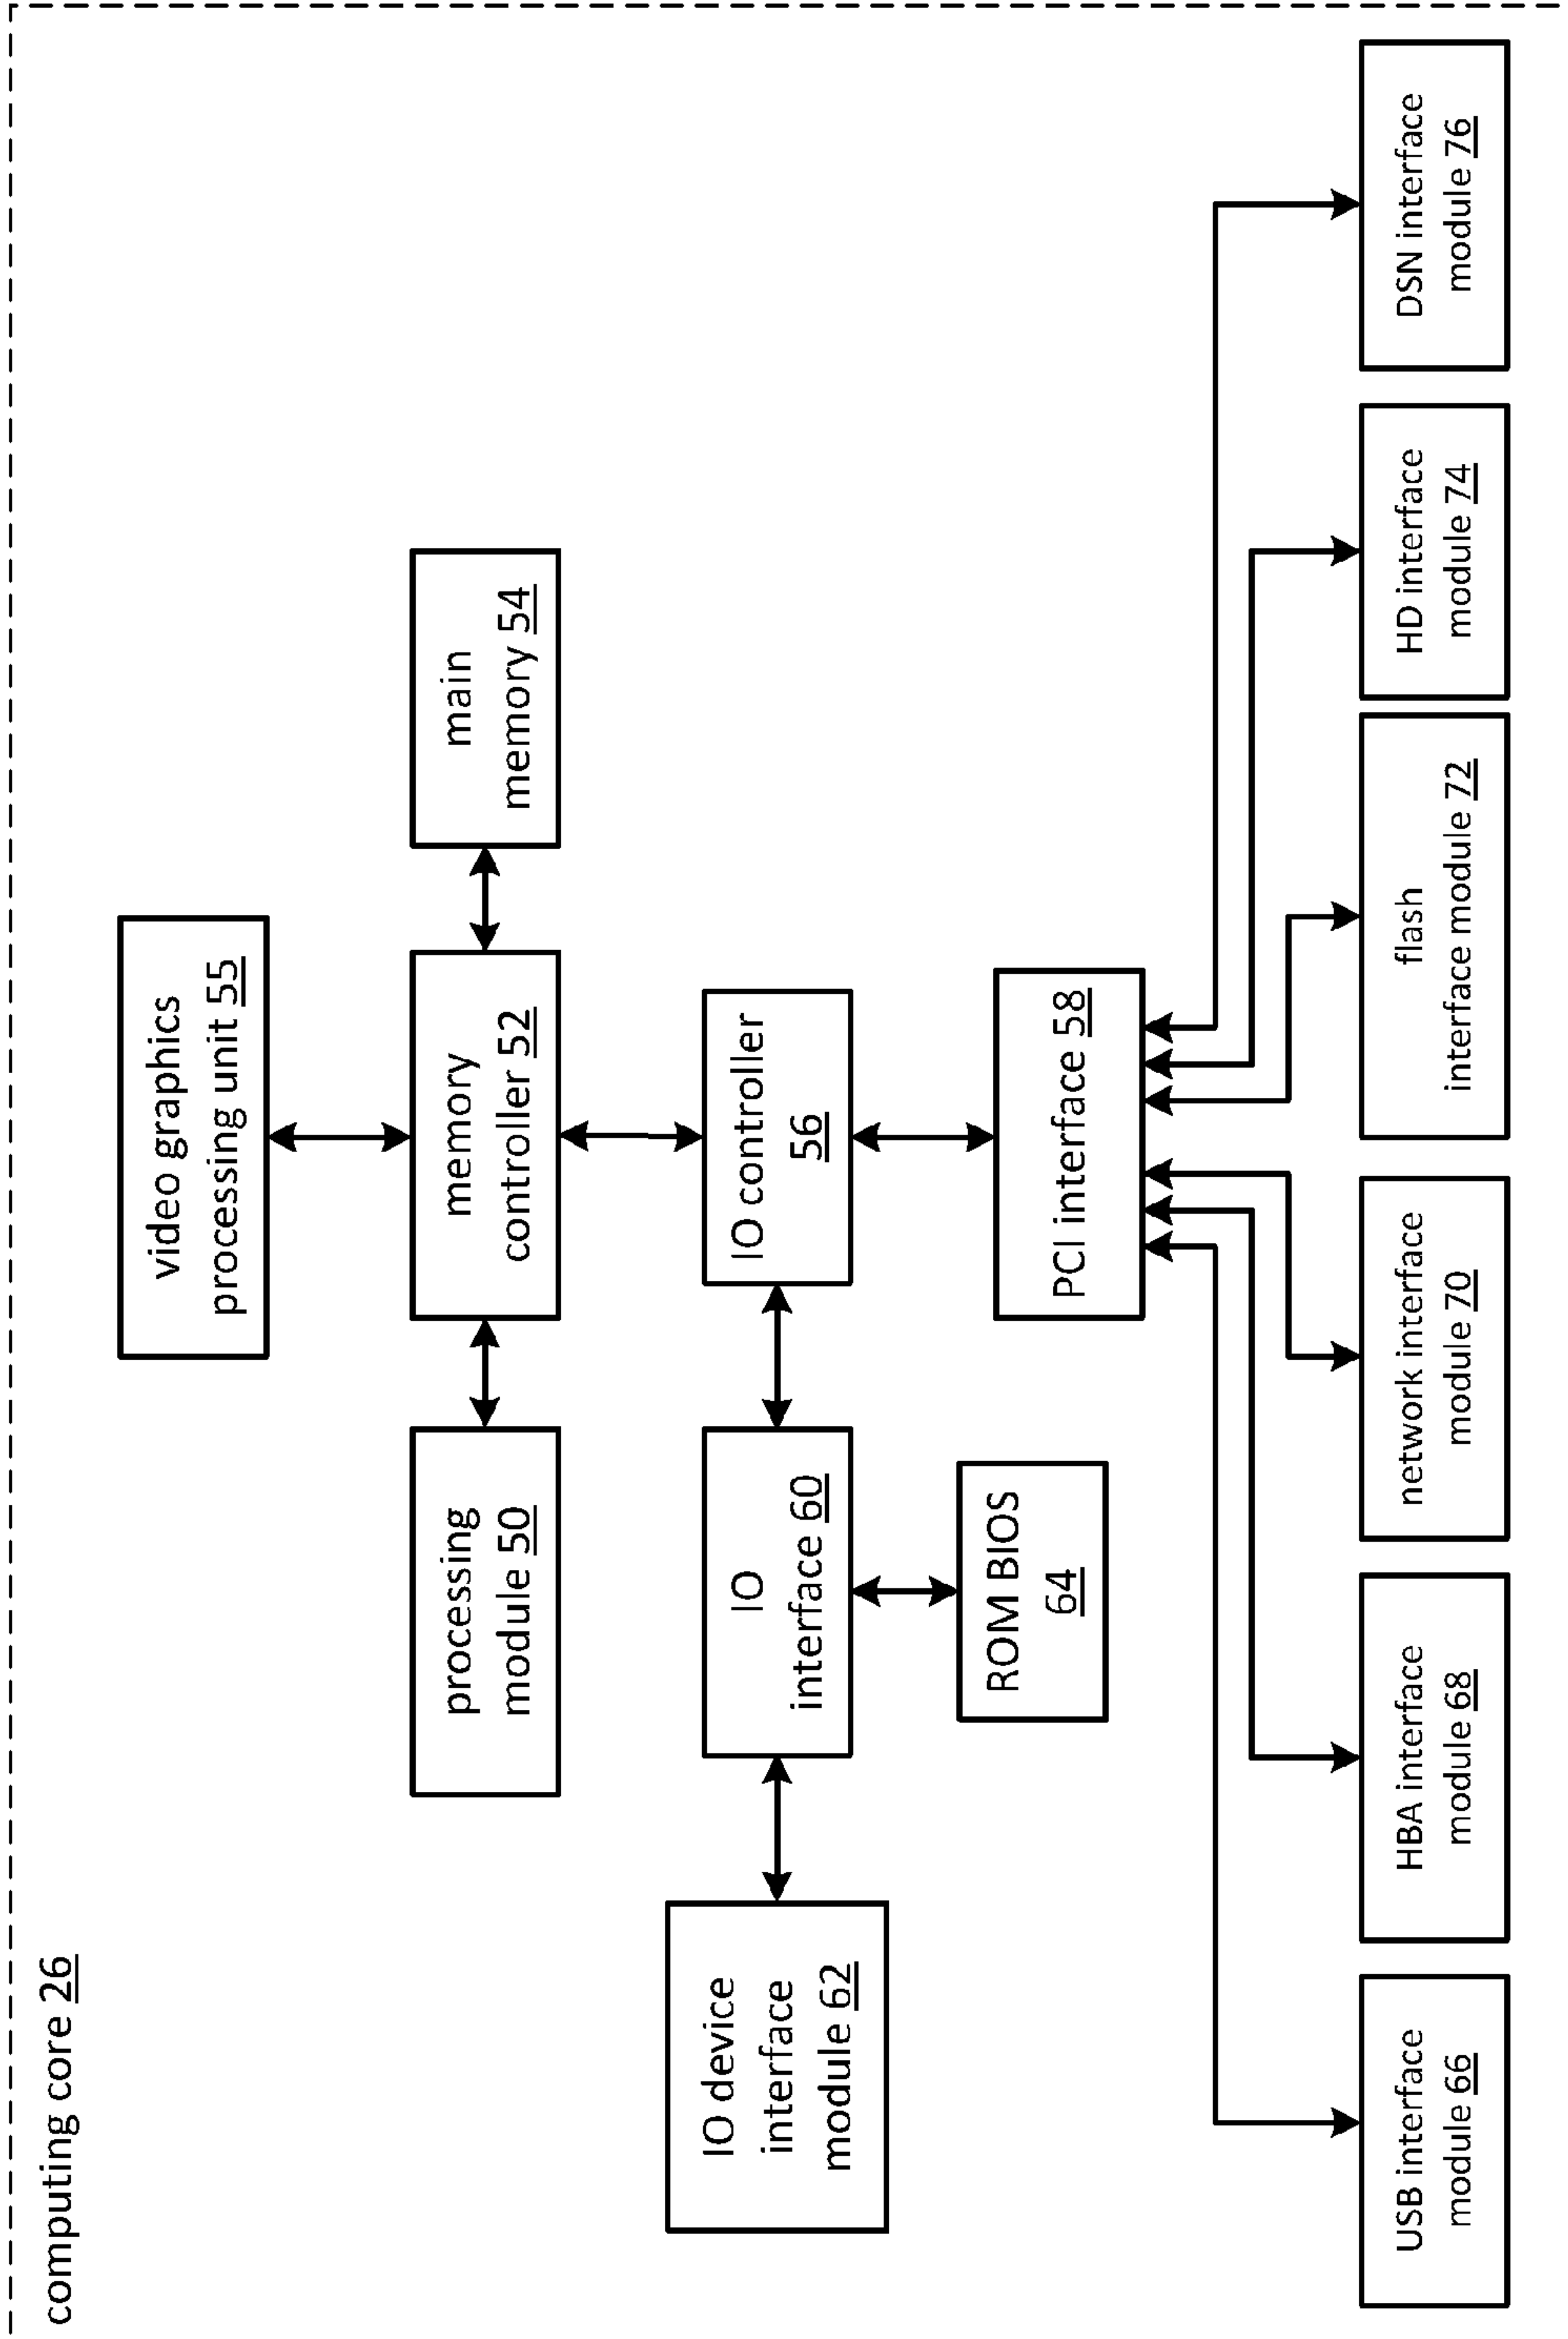 computing core 26
video graphics
processing unit 55
processing
module 50
memory
controller 52
main
memory 54
IO device
interface
module 62
IO
interface 60
IO controller
56
ROM BIOS
64
PCI interface 58
USB interface
module 66
HBA interface
module 68
network interface
module 70
flash
interface module 72
HD interface
module 74
DSN interface
module 76